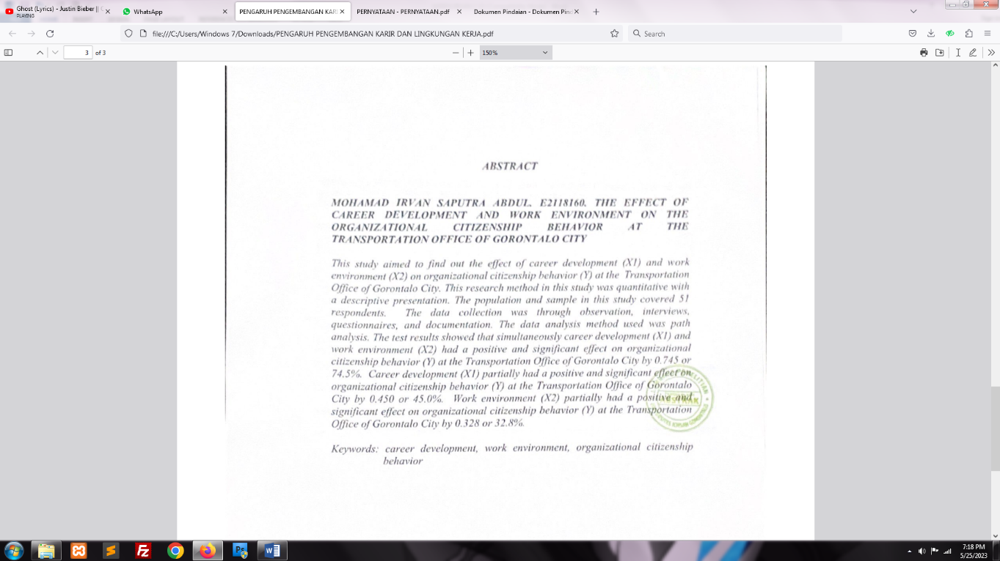 Ghost (Lyrics) - Justin Bieber ||
PLAYING
WhatsApp
PENGARUH PENGEMBANGAN KARI
PERNYATAAN - PERNYATAAN.pdf
Dokumen Pindaian - Dokumen Pind
file:///C:/Users/Windows 7/Downloads/PENGARUH PENGEMBANGAN KARIR DAN LINGKUNGAN KERJA.pdf
Search
3 of 3
150%
ABSTRACT
MOHAMAD IRVAN SAPUTRA ABDUL. E2118160. THE EFFECT OF
CAREER DEVELOPMENT AND WORK ENVIRONMENT ON THE
ORGANIZATIONAL CITIZENSHIP BEHAVIOR AT THE
TRANSPORTATION OFFICE OF GORONTALO CITY
This study aimed to find out the effect of career development (X1) and work
environment (X2) on organizational citizenship behavior (Y) at the Transportation
Office of Gorontalo City. This research method in this study was quantitative with
a descriptive presentation. The population and sample in this study covered 51
respondents. The data collection was through observation, interviews,
questionnaires, and documentation. The data analysis method used was path
analysis. The test results showed that simultaneously career development (X1) and
work environment (X2) had a positive and significant effect on organizational
citizenship behavior (Y) at the Transportation Office of Gorontalo City by 0.745 or
74.5%. Career development (X1) partially had a positive and significant effect on
organizational citizenship behavior (Y) at the Transportation Office of Gorontalo
City by 0.450 or 45.0%. Work environment (X2) partially had a positive and
significant effect on organizational citizenship behavior (Y) at the Transportation
Office of Gorontalo City by 0.328 or 32.8%.
Keywords: career development, work environment, organizational citizenship
behavior
7:18 PM
5/25/2023